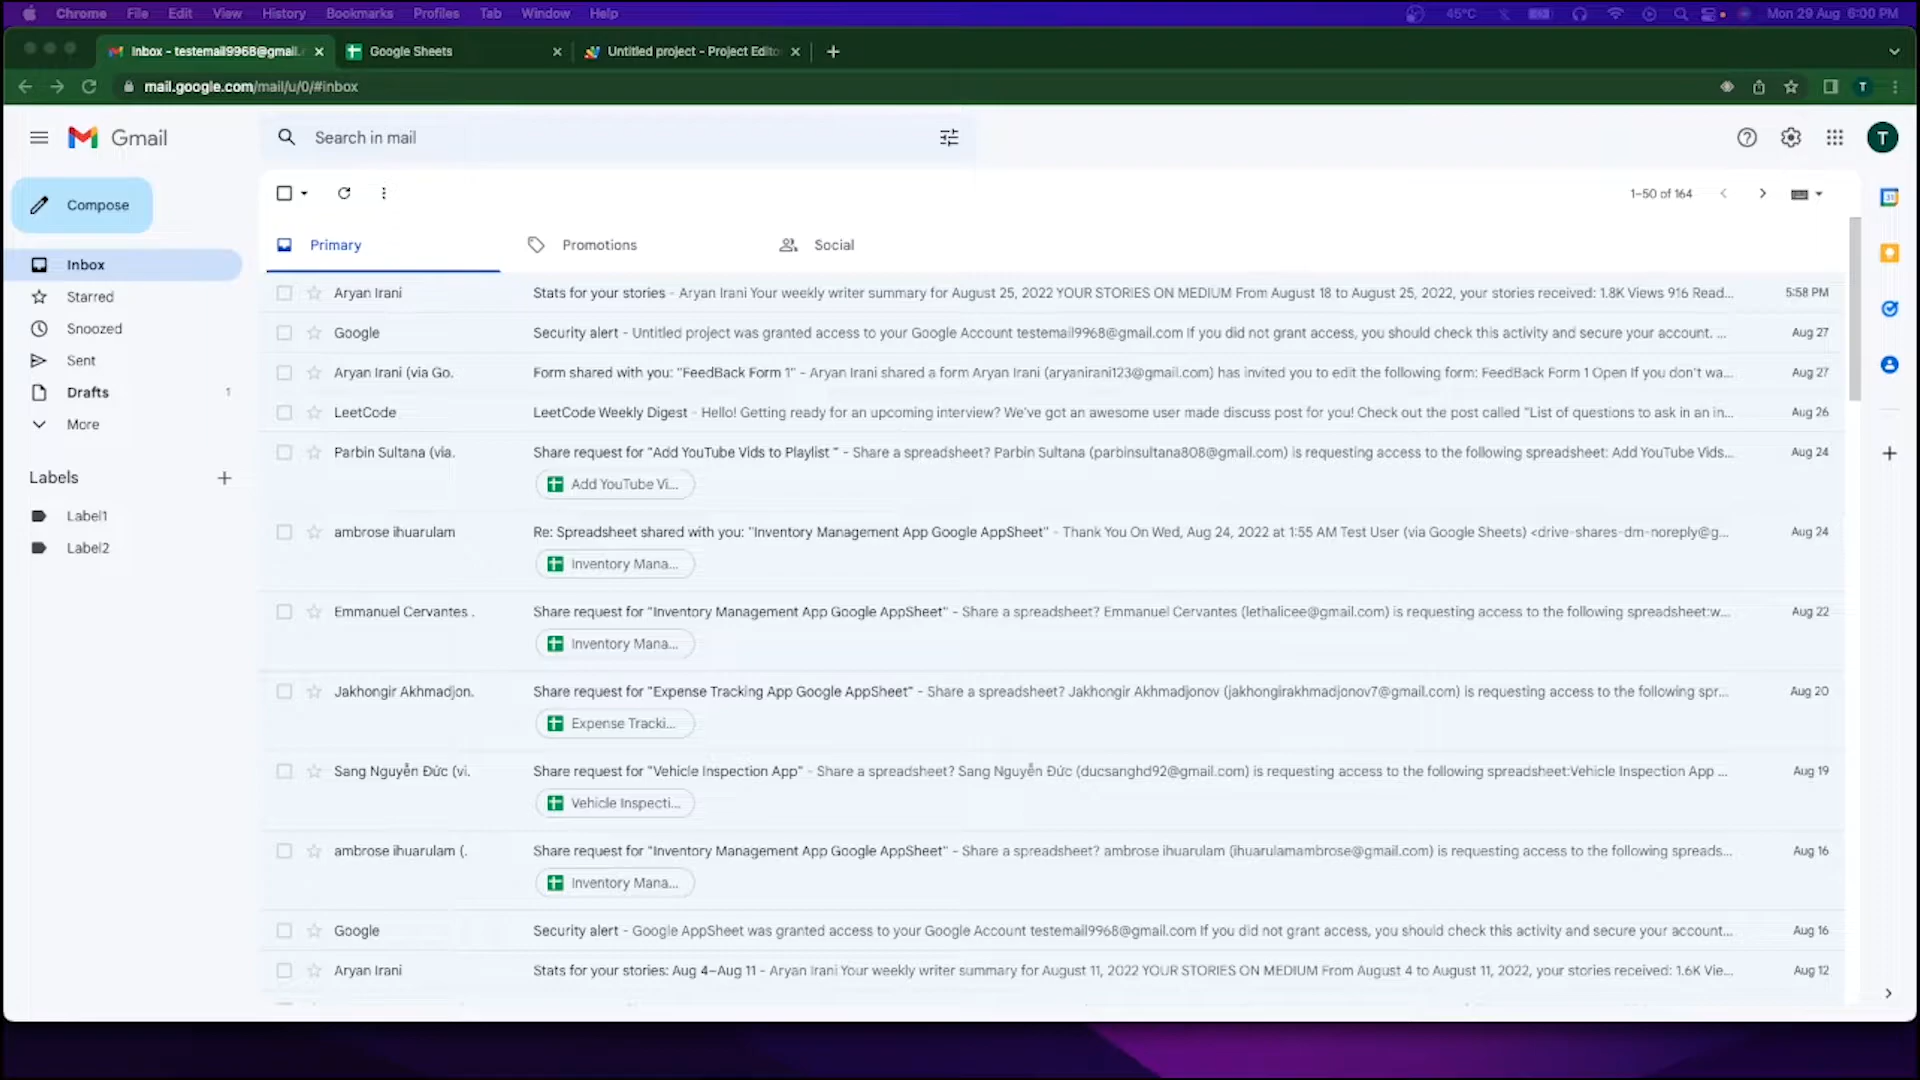 Chrome File Edit View History Bookmarks Profiles Tab Window Help 45°C Mon 29 Aug 6:00 PM
Inbox - testemail9968@gmail. Google Sheets Untitled project - Project Edito
mail.google.com/mail/u/0/#inbox
Gmail Search in mail T
Compose
1-50 of 164
Primary Promotions Social
Inbox
Starred
Snoozed
Sent
Drafts 1
More
Labels
Label1
Label2
Aryan Irani Stats for your stories - Aryan Irani Your weekly writer summary for August 25, 2022 YOUR STORIES ON MEDIUM From August 18 to August 25, 2022, your stories received: 1.8K Views 916 Read... 5:58 PM
Google Security alert - Untitled project was granted access to your Google Account testemail9968@gmail.com If you did not grant access, you should check this activity and secure your account. ... Aug 27
Aryan Irani (via Go. Form shared with you: "FeedBack Form 1" - Aryan Irani shared a form Aryan Irani (aryanirani123@gmail.com) has invited you to edit the following form: FeedBack Form 1 Open If you don't wa... Aug 27
LeetCode LeetCode Weekly Digest - Hello! Getting ready for an upcoming interview? We've got an awesome user made discuss post for you! Check out the post called "List of questions to ask in an in... Aug 26
Parbin Sultana (via. Share request for "Add YouTube Vids to Playlist " - Share a spreadsheet? Parbin Sultana (parbinsultana808@gmail.com) is requesting access to the following spreadsheet: Add YouTube Vids... Aug 24
Add YouTube Vi...
ambrose ihuarulam Re: Spreadsheet shared with you: "Inventory Management App Google AppSheet" - Thank You On Wed, Aug 24, 2022 at 1:55 AM Test User (via Google Sheets) <drive-shares-dm-noreply@g... Aug 24
Inventory Mana...
Emmanuel Cervantes . Share request for "Inventory Management App Google AppSheet" - Share a spreadsheet? Emmanuel Cervantes (lethalicee@gmail.com) is requesting access to the following spreadsheet:w... Aug 22
Inventory Mana...
Jakhongir Akhmadjon. Share request for "Expense Tracking App Google AppSheet" - Share a spreadsheet? Jakhongir Akhmadjonov (jakhongirakhmadjonov7@gmail.com) is requesting access to the following spr... Aug 20
Expense Tracki...
Sang Nguyễn Đức (vi. Share request for "Vehicle Inspection App" - Share a spreadsheet? Sang Nguyễn Đức (ducsanghd92@gmail.com) is requesting access to the following spreadsheet:Vehicle Inspection App ... Aug 19
Vehicle Inspecti...
ambrose ihuarulam (. Share request for "Inventory Management App Google AppSheet" - Share a spreadsheet? ambrose ihuarulam (ihuarulamambrose@gmail.com) is requesting access to the following spreads... Aug 16
Inventory Mana...
Google Security alert - Google AppSheet was granted access to your Google Account testemail9968@gmail.com If you did not grant access, you should check this activity and secure your account... Aug 16
Aryan Irani Stats for your stories: Aug 4–Aug 11 - Aryan Irani Your weekly writer summary for August 11, 2022 YOUR STORIES ON MEDIUM From August 4 to August 11, 2022, your stories received: 1.6K Vie... Aug 12